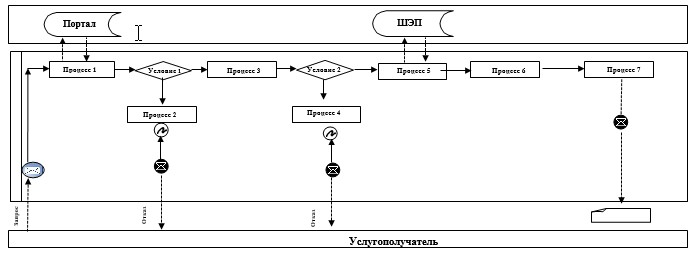 Портал
ШЭП
Процесс 1
Условие 1
Процесс 3
Условие 2
Процесс 5
Процесс 6
Процесс 7
Процесс 2
Процесс 4
Запрос
Отказ
Отказ
Услугополучатель